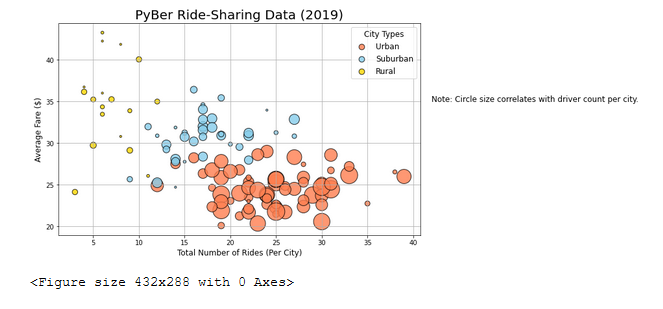 PyBer Ride-Sharing Data (2019)
City Types
Urban
Suburban
Rural
Note: Circle size correlates with driver count per city.
Average Fare ($)
40
35
30
25
20
5 10 15 20 25 30 35 40
Total Number of Rides (Per City)
<Figure size 432x288 with 0 Axes>